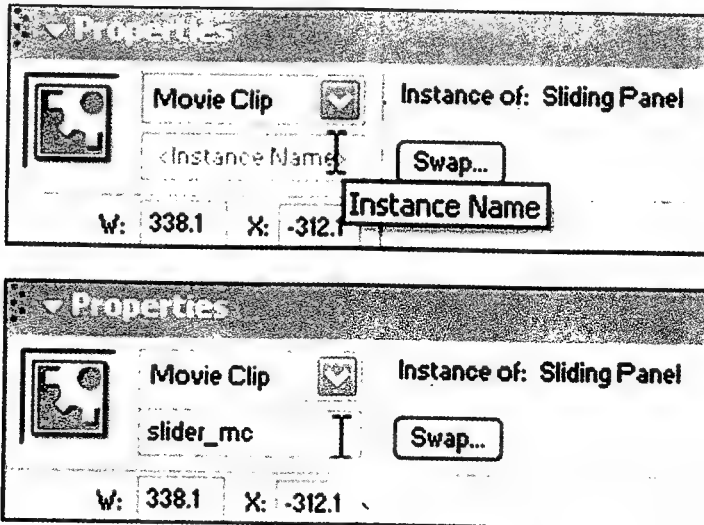 Properties
Movie Clip Instance of: Sliding Panel
<Instance Name> Swap...
Instance Name
W: 338.1 X: -312.1
Properties
Movie Clip Instance of: Sliding Panel
slider_mc Swap...
W: 338.1 X: -312.1